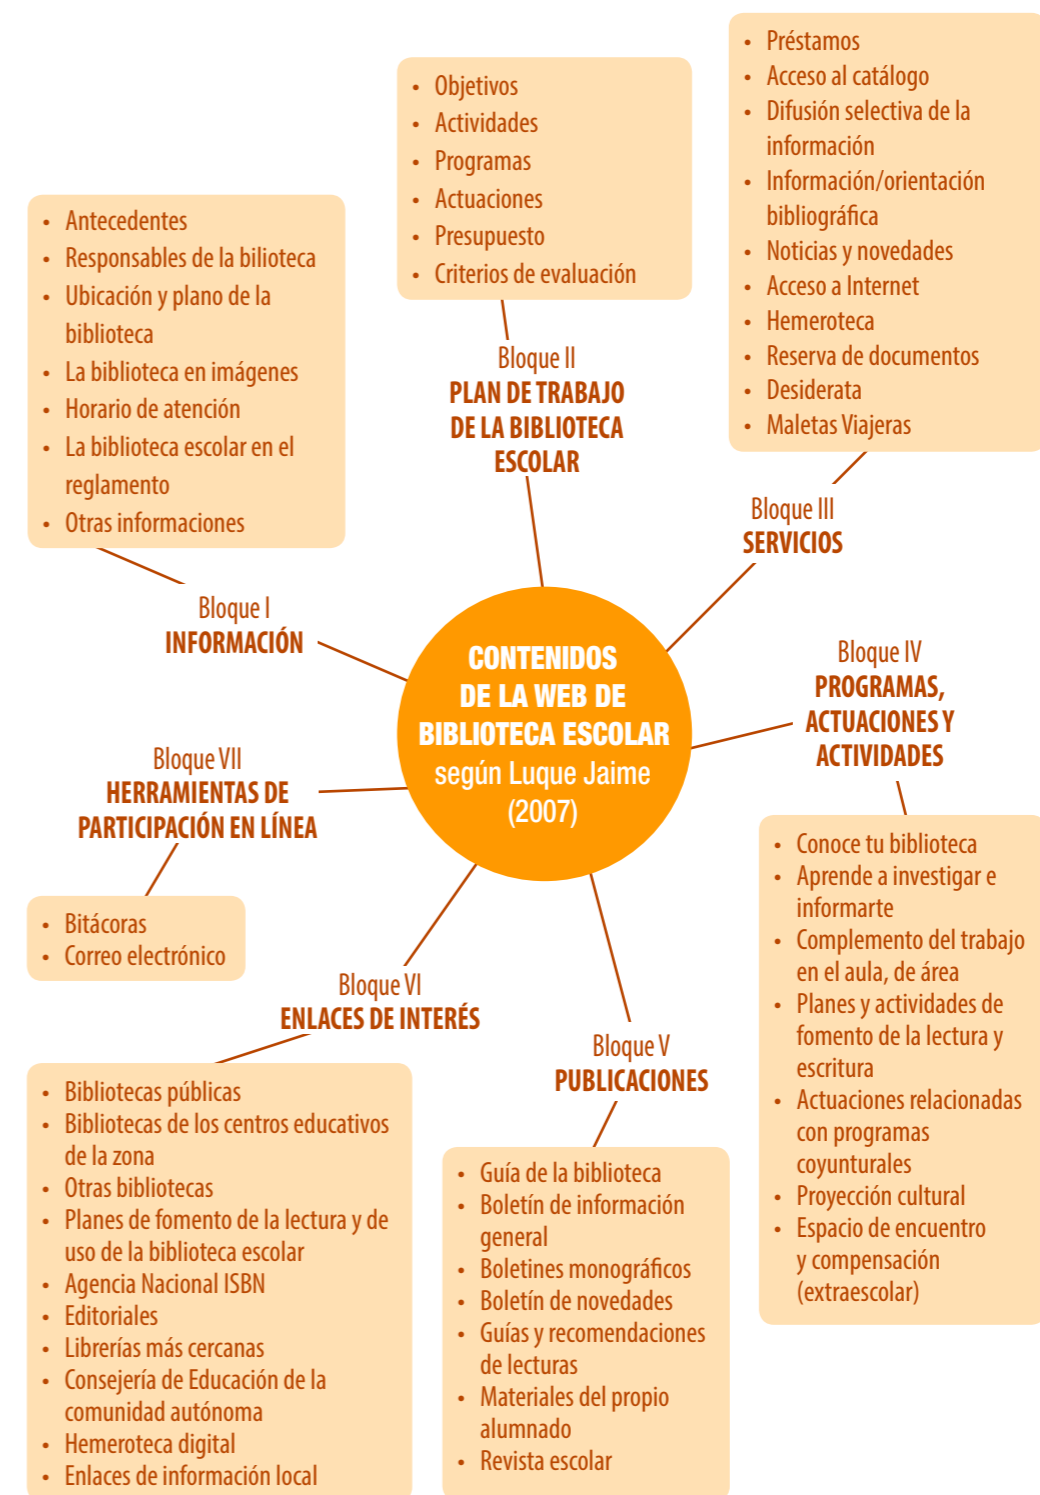 CONTENIDOS
DE LA WEB DE
BIBLIOTECA ESCOLAR
según Luque Jaime
(2007)
Bloque I
INFORMACIÓN
• Antecedentes
• Responsables de la bilioteca
• Ubicación y plano de la
biblioteca
• La biblioteca en imágenes
• Horario de atención
• La biblioteca escolar en el
reglamento
• Otras informaciones
Bloque II
PLAN DE TRABAJO
DE LA BIBLIOTECA
ESCOLAR
• Objetivos
• Actividades
• Programas
• Actuaciones
• Presupuesto
• Criterios de evaluación
Bloque III
SERVICIOS
• Préstamos
• Acceso al catálogo
• Difusión selectiva de la
información
• Información/orientación
bibliográfica
• Noticias y novedades
• Acceso a Internet
• Hemeroteca
• Reserva de documentos
• Desiderata
• Maletas Viajeras
Bloque IV
PROGRAMAS,
ACTUACIONES Y
ACTIVIDADES
• Conoce tu biblioteca
• Aprende a investigar e
informarte
• Complemento del trabajo
en el aula, de área
• Planes y actividades de
fomento de la lectura y
escritura
• Actuaciones relacionadas
con programas
coyunturales
• Proyección cultural
• Espacio de encuentro
y compensación
(extraescolar)
Bloque V
PUBLICACIONES
• Guía de la biblioteca
• Boletín de información
general
• Boletines monográficos
• Boletín de novedades
• Guías y recomendaciones
de lecturas
• Materiales del propio
alumnado
• Revista escolar
Bloque VI
ENLACES DE INTERÉS
• Bibliotecas públicas
• Bibliotecas de los centros educativos
de la zona
• Otras bibliotecas
• Planes de fomento de la lectura y de
uso de la biblioteca escolar
• Agencia Nacional ISBN
• Editoriales
• Librerías más cercanas
• Consejería de Educación de la
comunidad autónoma
• Hemeroteca digital
• Enlaces de información local
Bloque VII
HERRAMIENTAS DE
PARTICIPACIÓN EN LÍNEA
• Bitácoras
• Correo electrónico